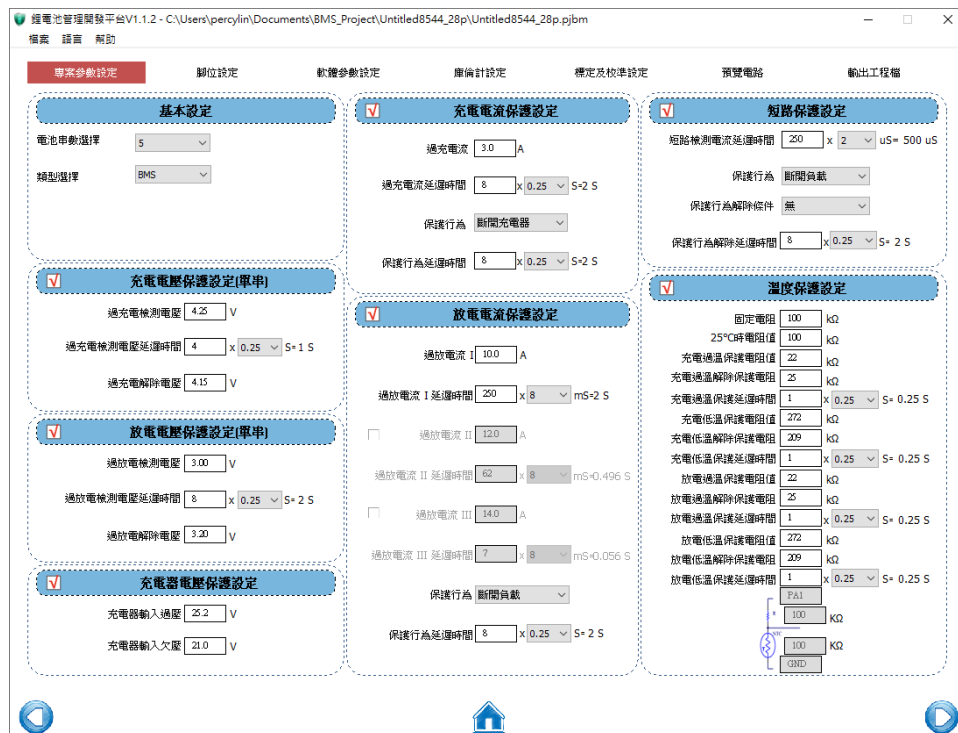 鋰電池管理開發平台V1.1.2 - C:\Users\percylin\Documents\BMS_Project\Untitled8544_28p\Untitled8544_28p.pjbm
檔案 語言 幫助
專案參數設定 腳位設定 軟體參數設定 庫倫計設定 標定及校準設定 預覽電路 輸出工程檔
基本設定
電池串數選擇 5
類型選擇 BMS
充電電壓保護設定(單串)
過充電檢測電壓 4.25 V
過充電檢測電壓延遲時間 4 x 0.25 S=1 S
過充電解除電壓 4.15 V
放電電壓保護設定(單串)
過放電檢測電壓 3.00 V
過放電檢測電壓延遲時間 8 x 0.25 S=2 S
過放電解除電壓 3.20 V
充電器電壓保護設定
充電器輸入過壓 25.2 V
充電器輸入欠壓 21.0 V
充電電流保護設定
過充電流 3.0 A
過充電流延遲時間 8 x 0.25 S=2 S
保護行為 斷開充電器
保護行為延遲時間 8 x 0.25 S=2 S
放電電流保護設定
過放電流 I 10.0 A
過放電流 I 延遲時間 250 x 8 mS=2 S
過放電流 II 12.0 A
過放電流 II 延遲時間 62 x 8 mS=0.496 S
過放電流 III 14.0 A
過放電流 III 延遲時間 7 x 8 mS=0.056 S
保護行為 斷開負載
保護行為延遲時間 8 x 0.25 S=2 S
短路保護設定
短路檢測電流延遲時間 250 x 2 uS= 500 uS
保護行為 斷開負載
保護行為解除條件 無
保護行為解除延遲時間 8 x 0.25 S= 2 S
溫度保護設定
固定電阻 100 kΩ
25°C時電阻值 100 kΩ
充電過溫保護電阻 22 kΩ
充電過溫解除保護電阻 25 kΩ
充電過溫保護延遲時間 1 x 0.25 S= 0.25 S
充電低溫保護電阻值 272 kΩ
充電低溫解除保護電阻 209 kΩ
充電低溫保護延遲時間 1 x 0.25 S= 0.25 S
放電過溫保護電阻值 22 kΩ
放電過溫解除保護電阻 25 kΩ
放電過溫保護延遲時間 1 x 0.25 S= 0.25 S
放電低溫保護電阻值 272 kΩ
放電低溫解除保護電阻 209 kΩ
放電低溫保護延遲時間 1 x 0.25 S= 0.25 S
PA1
R 100 KΩ
NTC 100 KΩ
GND